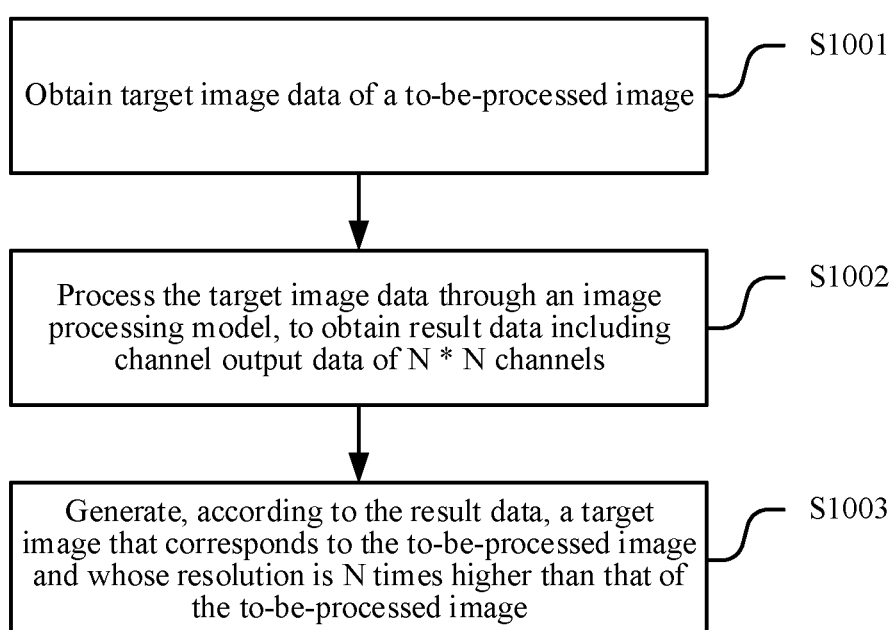 S1001
Obtain target image data of a to-be-processed image
S1002
Process the target image data through an image
processing model, to obtain result data including
channel output data of N * N channels
S1003
Generate, according to the result data, a target
image that corresponds to the to-be-processed image
and whose resolution is N times higher than that of
the to-be-processed image